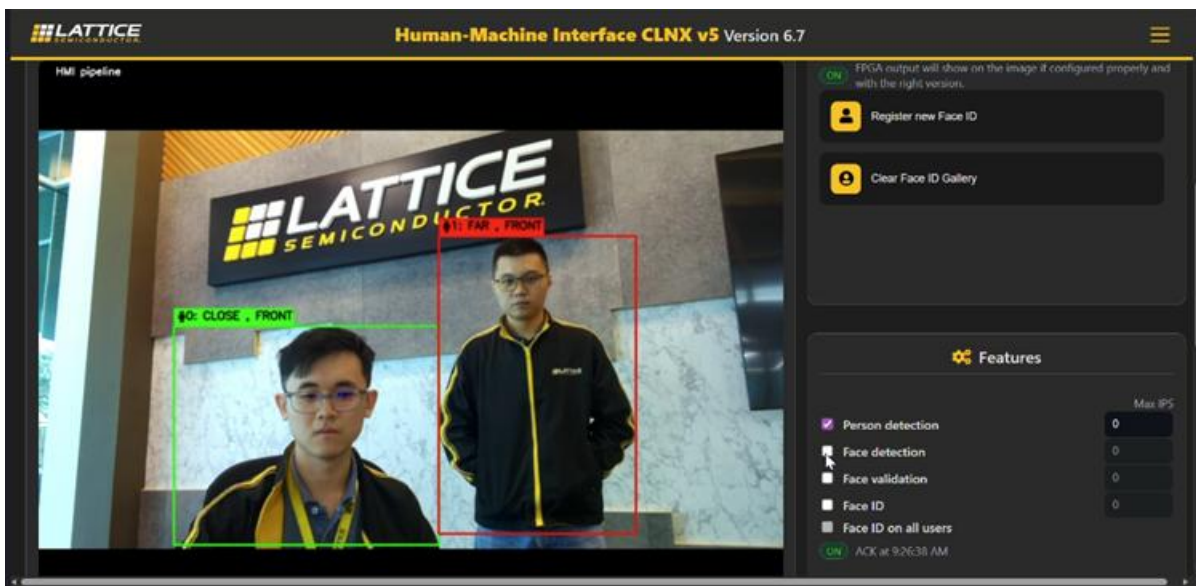 LATTICE
SEMICONDUCTOR
Human-Machine Interface CLNX v5 Version 6.7
HMI pipeline
LATTICE
SEMICONDUCTOR
1: FAR , FRONT
0: CLOSE , FRONT
LATTICE
ON FPGA output will show on the image if configured properly and
with the right version.
Register new Face ID
Clear Face ID Gallery
Features
Max IPS
Person detection 0
Face detection 0
Face validation 0
Face ID 0
Face ID on all users
ON ACK at 9:26:38 AM